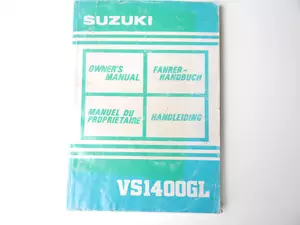 SUZUKI
OWNER'S
MANUAL
FAHRER-
HANDBUCH
MANUEL DU
PROPRIETAIRE
HANDLEIDING
VS1400GL